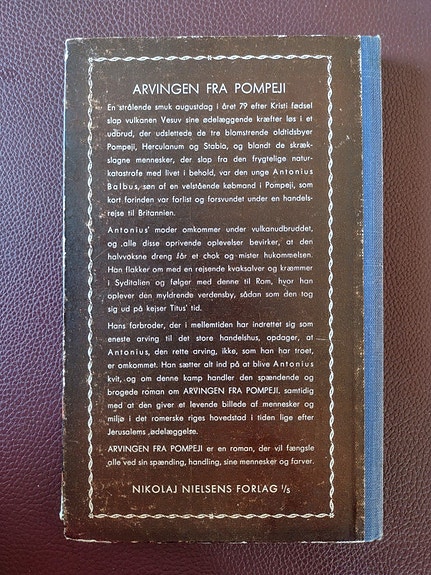 ARVINGEN FRA POMPEJI
En strålende smuk augustdag i året 79 efter Kristi fødsel
slap vulkanen Vesuv sine ødelæggende kræfter løs i et
udbrud, der udslettede de tre blomstrende oldtidsbyer
Pompeji, Herculanum og Stabia, og blandt de skræk-
slagne mennesker, der slap fra den frygtelige natur-
katastrofe med livet i behold, var den unge Antonius
Balbus, søn af en velstående købmand i Pompeji, som
kort forinden var forlist og forsvundet under en handels-
rejse til Britannien.
Antonius' moder omkommer under vulkanudbruddet,
og alle disse oprivende oplevelser bevirker, at den
halvvoksne dreng får et chok og mister hukommelsen.
Han flakker om med en rejsende kvaksalver og kræmmer
i Syditalien og følger med denne til Rom, hvor han
oplever den myldrende verdensby, sådan som den tog
sig ud på kejser Titus' tid.
Hans farbroder, der i mellemtiden har indrettet sig som
eneste arving til det store handelshus, opdager, at
Antonius, den rette arving, ikke, som han har troet,
er omkommet. Han sætter alt ind på at blive Antonius
kvit, og om denne kamp handler den spændende og
brogede roman om ARVINGEN FRA POMPEJI, samtidig
med at den giver et levende billede af mennesker og
miljø i det romerske riges hovedstad i tiden lige efter
Jerusalems ødelæggelse.
ARVINGEN FRA POMPEJI er en roman, der vil fængsle
alle ved sin spænding, handling, sine mennesker og farver.
NIKOLAJ NIELSENS FORLAG I/S